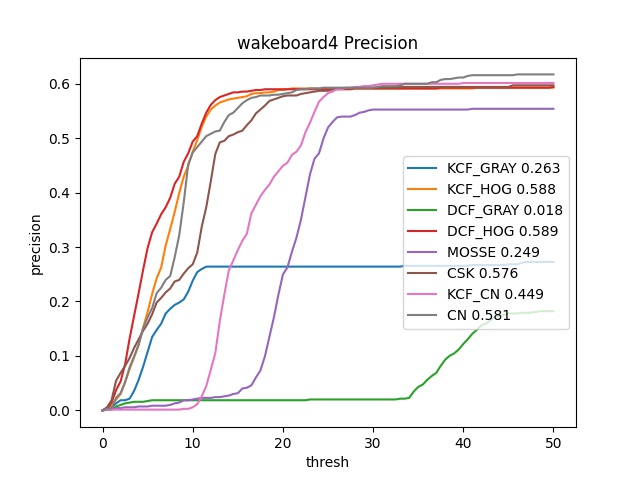 wakeboard4 Precision
precision
0.6
0.5
0.4
0.3
0.2
0.1
0.0
KCF_GRAY 0.263
KCF_HOG 0.588
DCF_GRAY 0.018
DCF_HOG 0.589
MOSSE 0.249
CSK 0.576
KCF_CN 0.449
CN 0.581
0 10 20 30 40 50
thresh